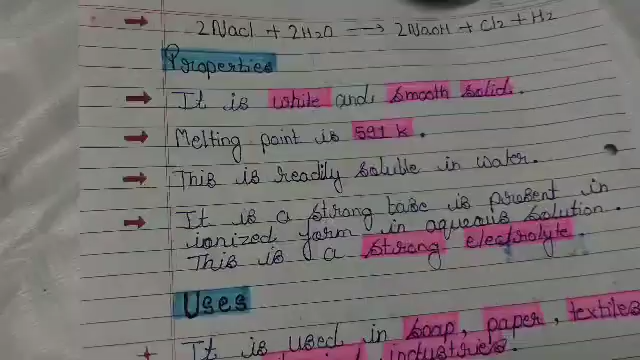 2NaCl + 2H2O → 2NaOH + Cl2 + H2
Properties
→ It is white and smooth solid.
→ Melting point is 591 k.
→ This is readily soluble in water.
→ It is a strong base is present in
ionized form in aqueous solution.
This is a strong electrolyte.
Uses
It is used in soap, paper, textiles
industries.